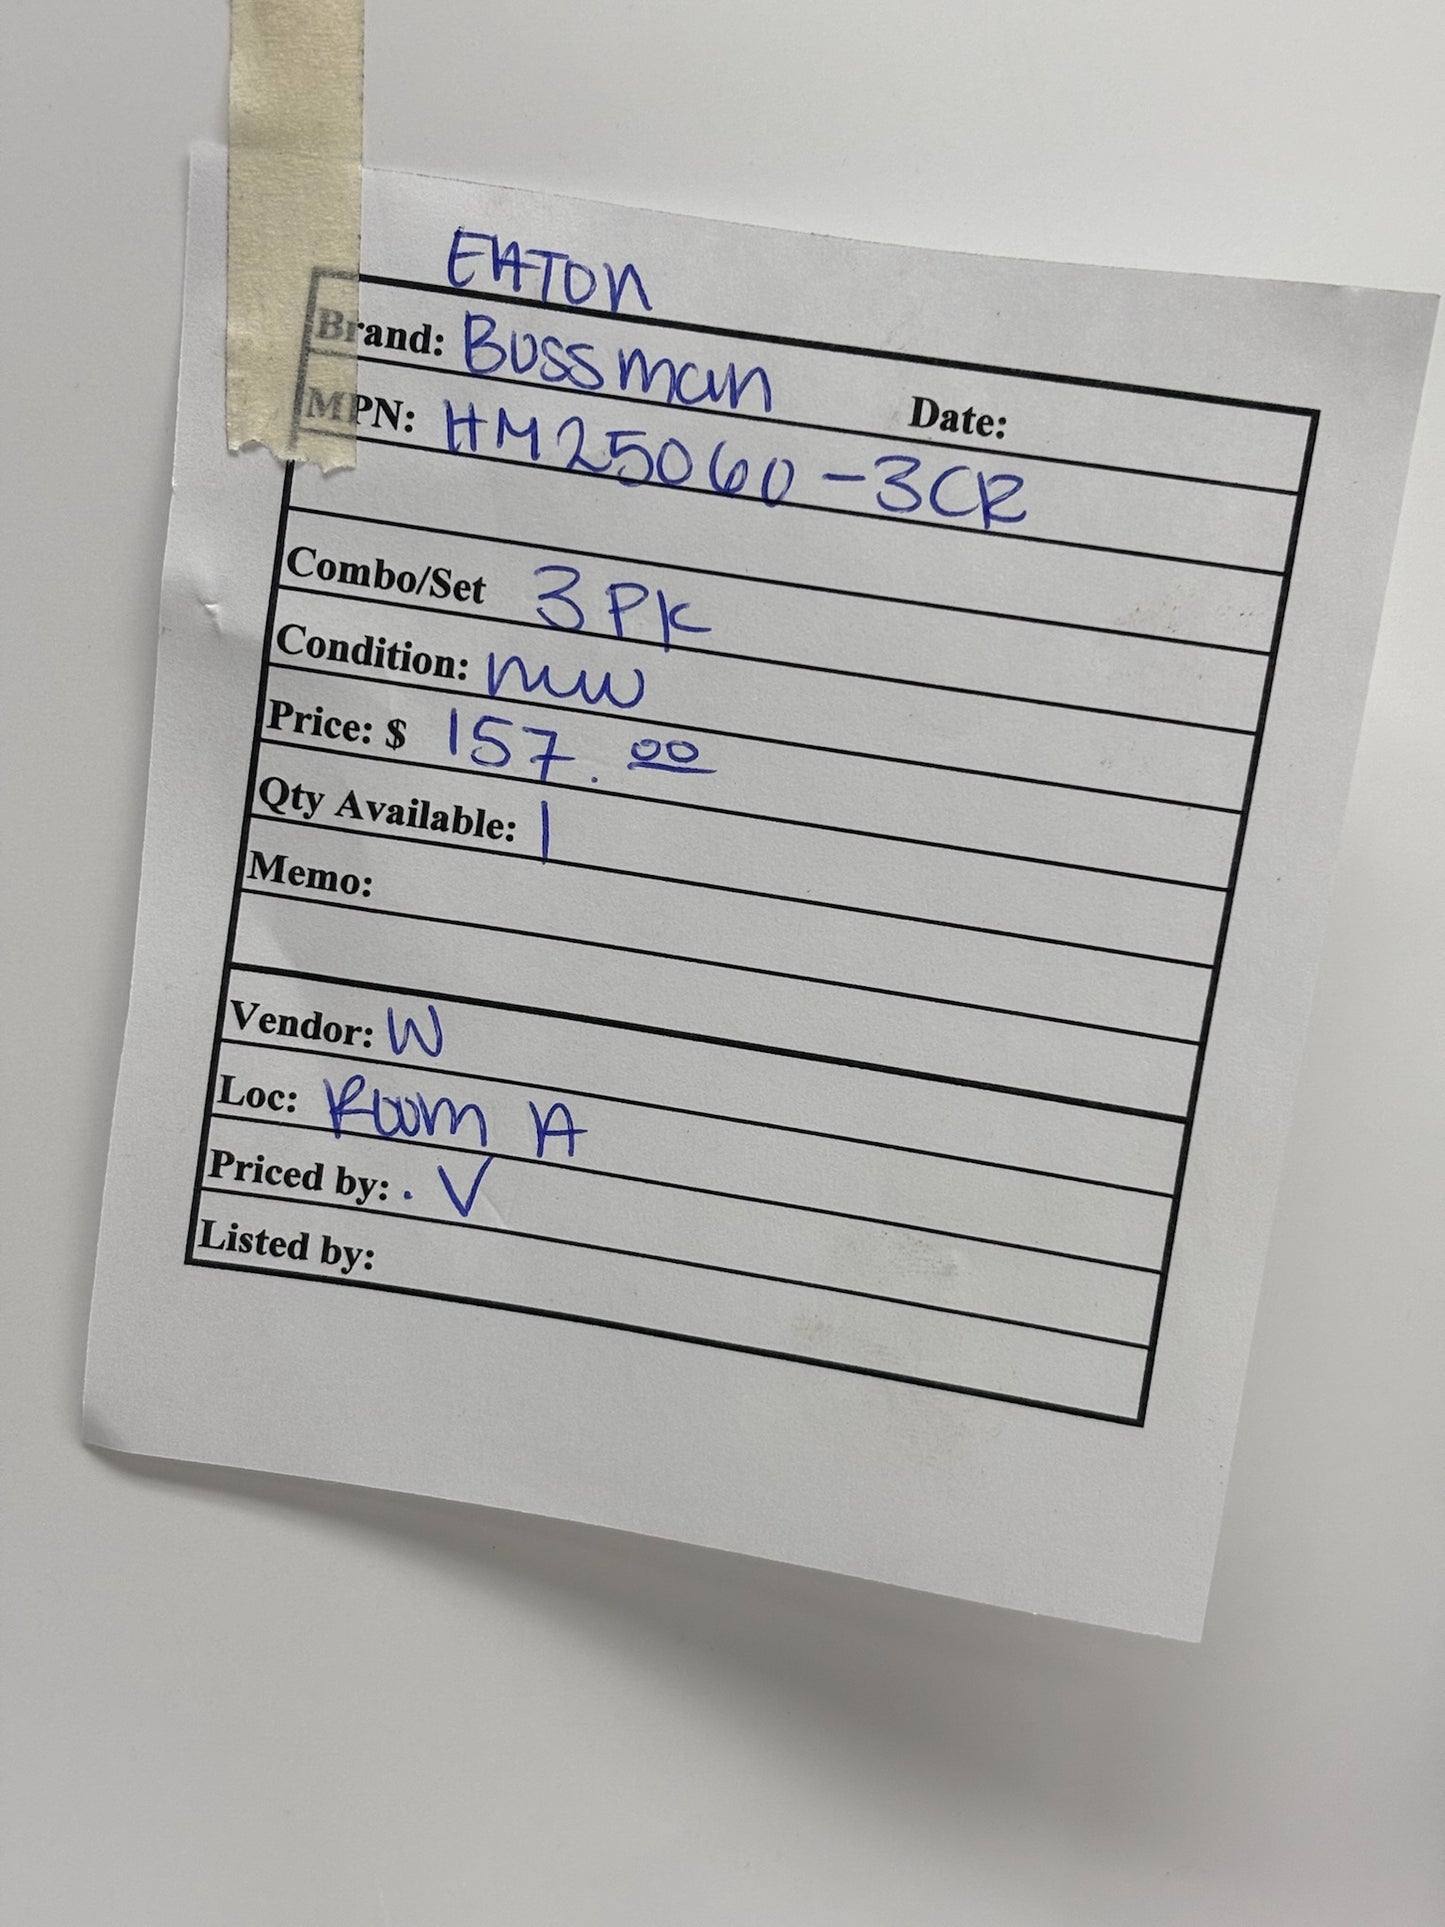 EATON
Brand: Bussman Date:
MPN: HM25060-3CR
Combo/Set 3PK
Condition: new
Price: $ 157.00
Qty Available: 1
Memo:
Vendor: W
Loc: Room A
Priced by: . V
Listed by: